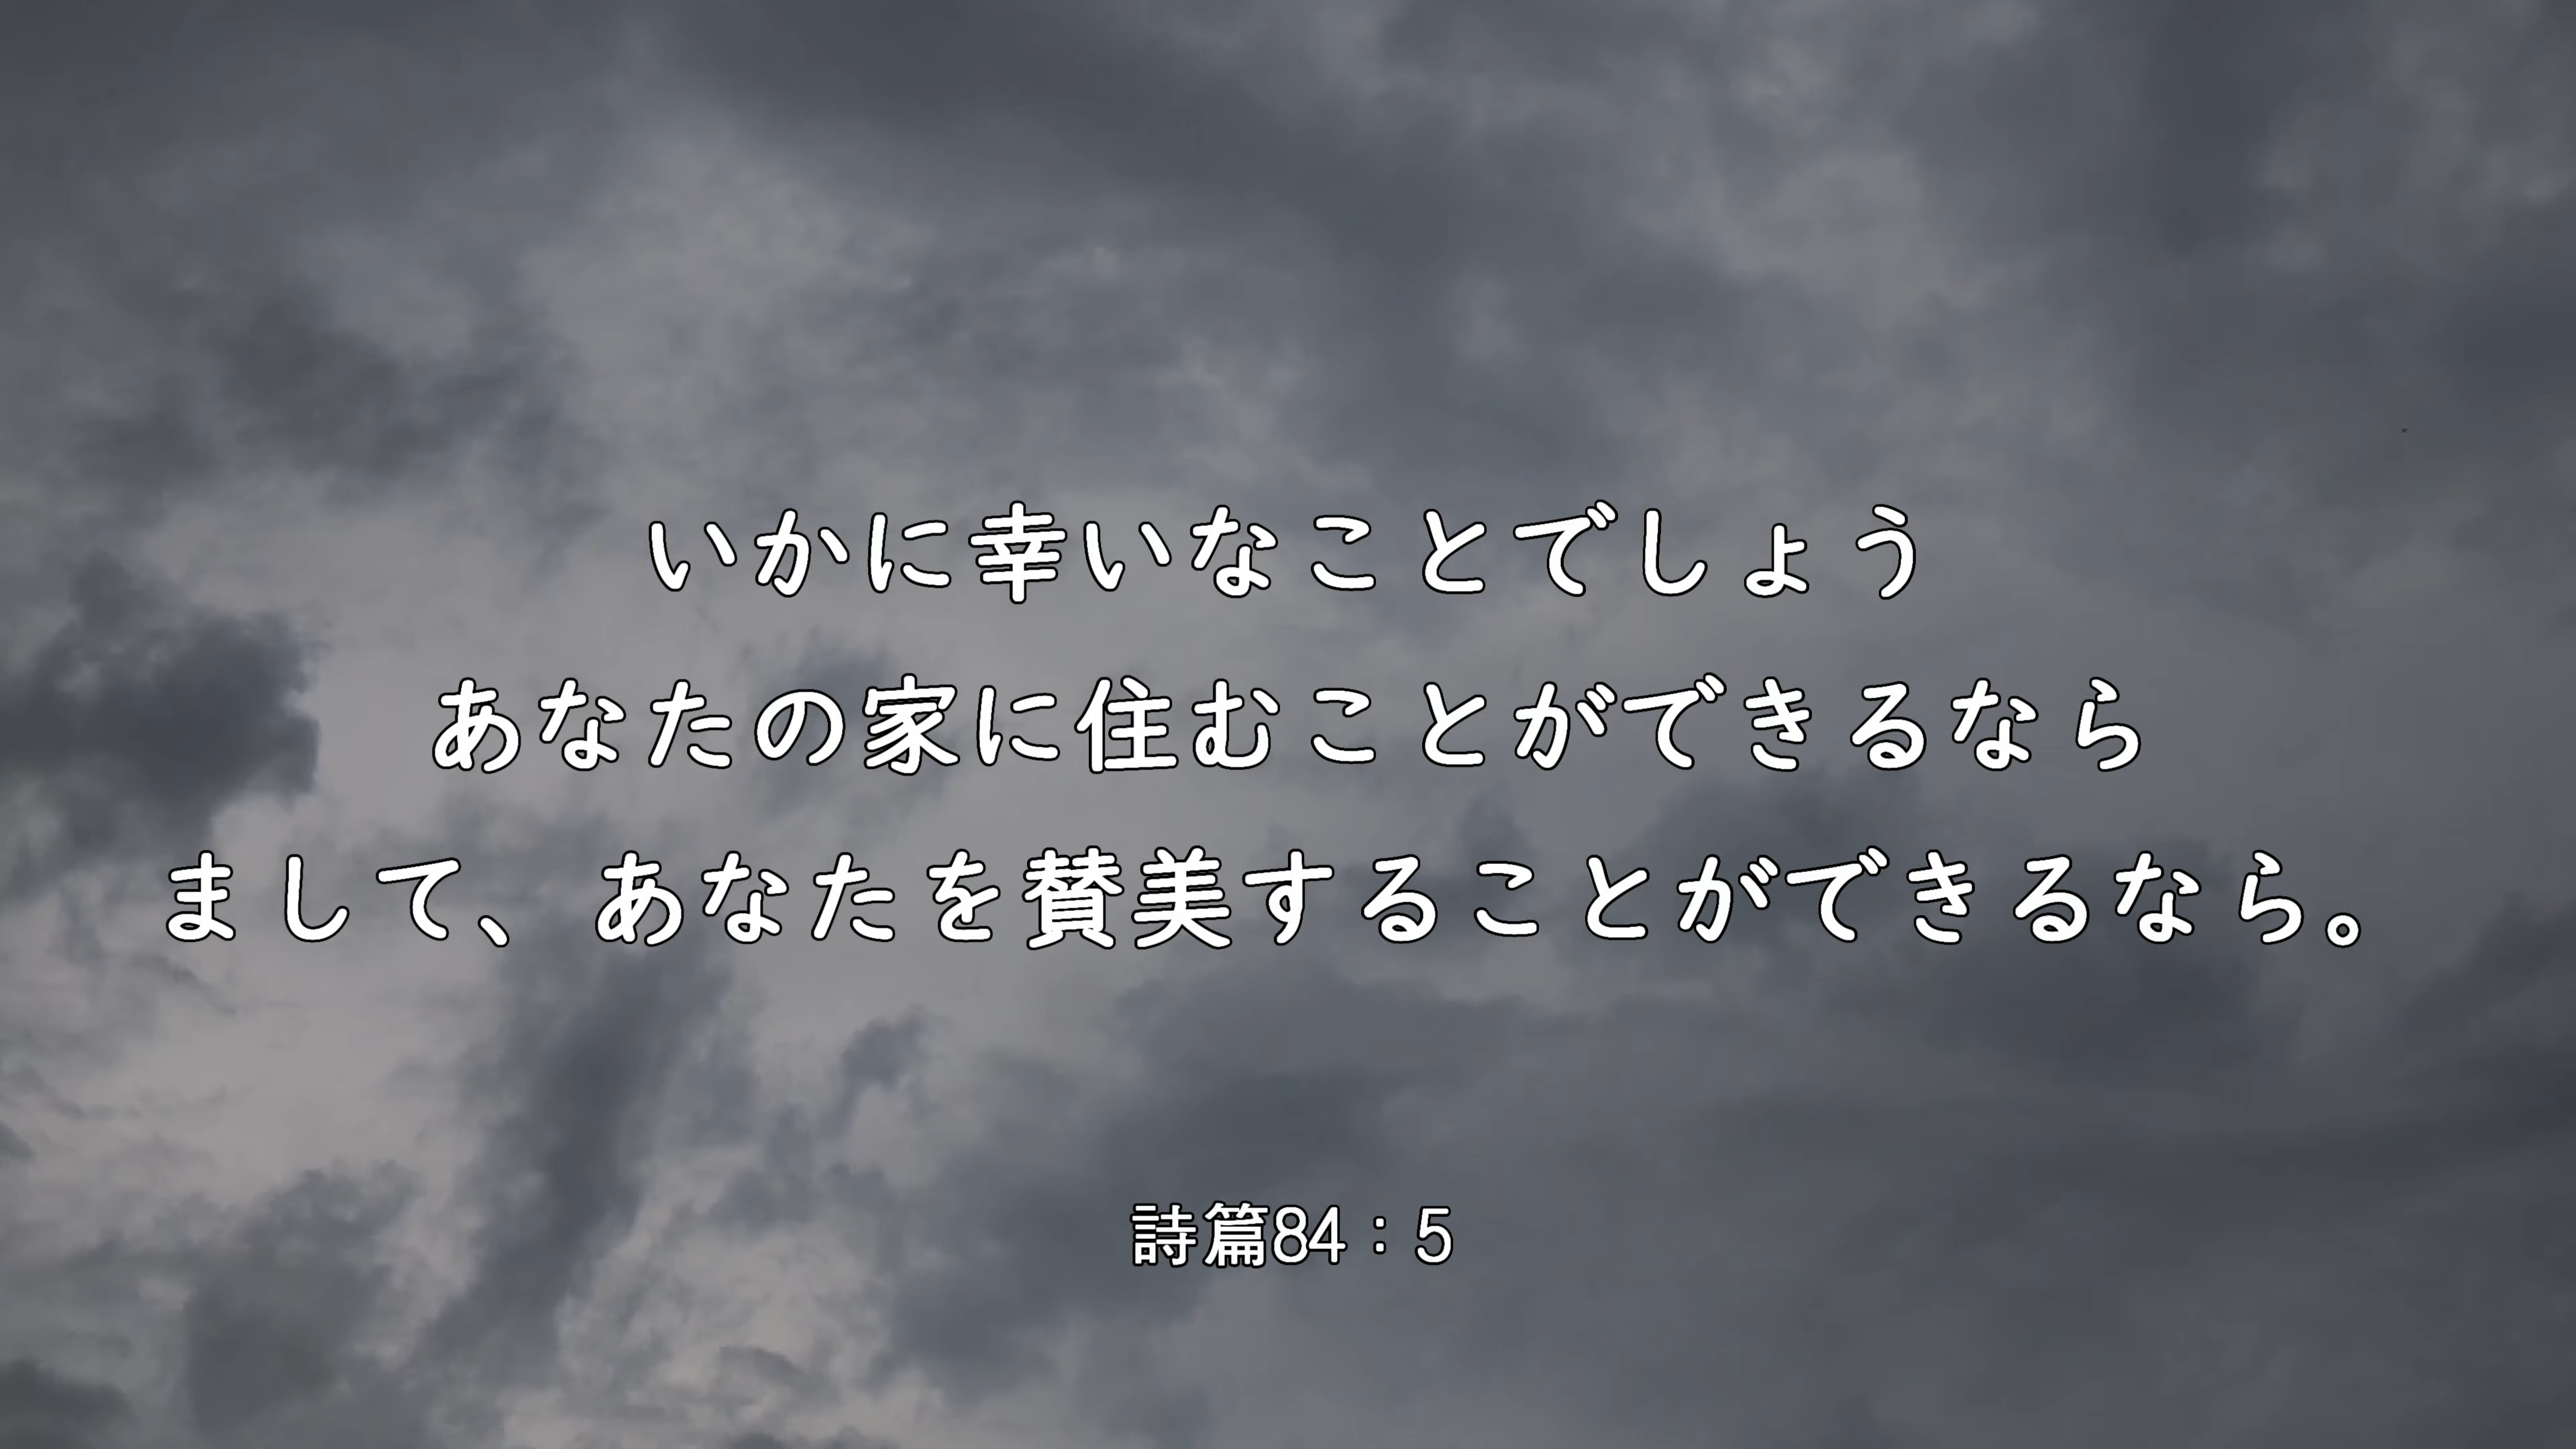 いかに幸いなことでしょう
あなたの家に住むことができるなら
まして、あなたを賛美することができるなら。
詩篇84：5